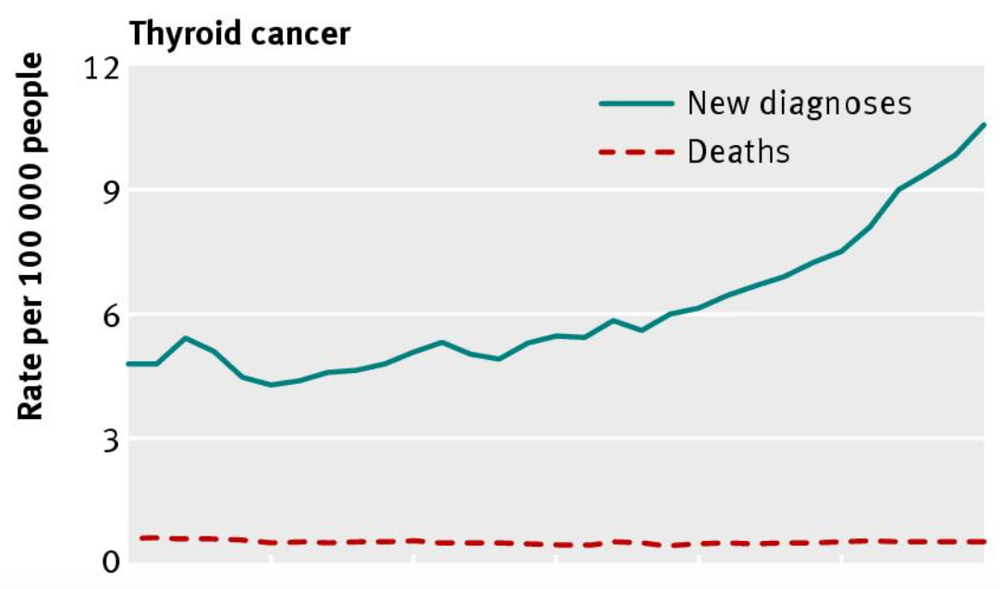 Thyroid cancer
Rate per 100 000 people
12
9
6
3
0
New diagnoses
Deaths